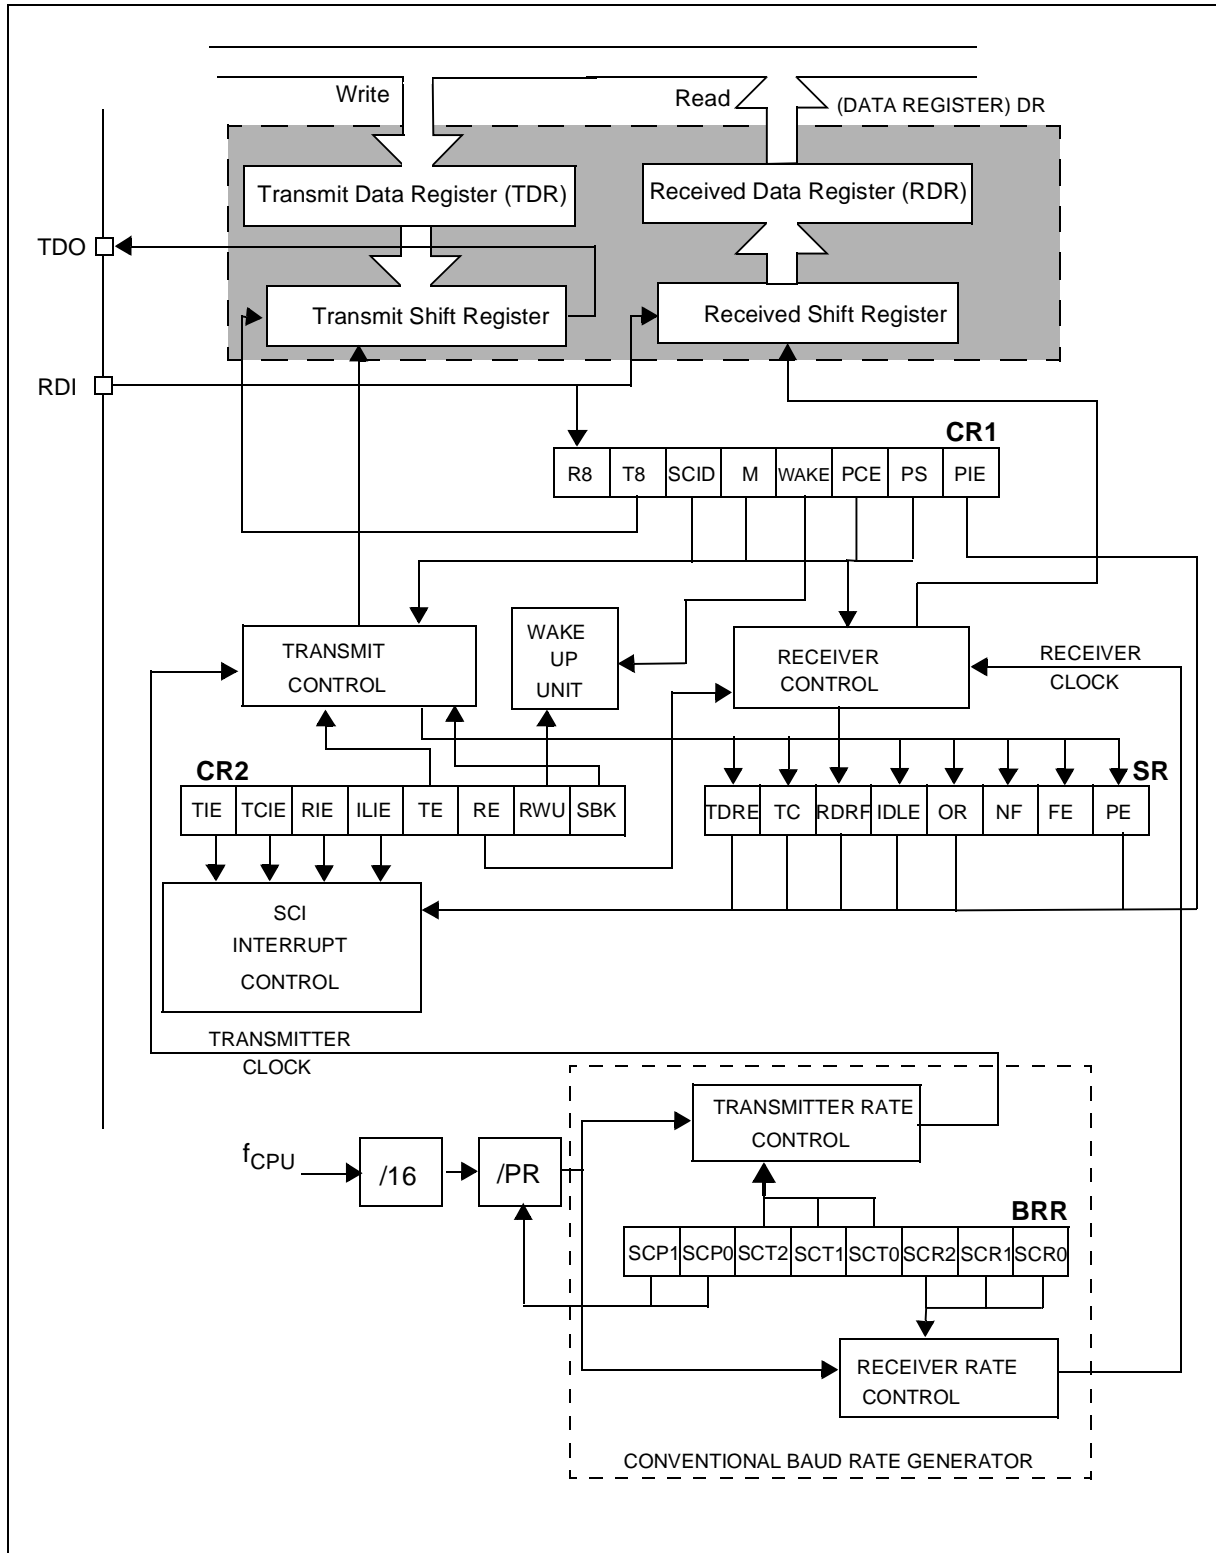 Write
Read
(DATA REGISTER) DR
Transmit Data Register (TDR)
Received Data Register (RDR)
TDO
Transmit Shift Register
Received Shift Register
RDI
CR1
R8 T8 SCID M WAKE PCE PS PIE
TRANSMIT
CONTROL
WAKE
UP
UNIT
RECEIVER
CONTROL
RECEIVER
CLOCK
CR2
TIE TCIE RIE ILIE TE RE RWU SBK
SR
TDRE TC RDRF IDLE OR NF FE PE
SCI
INTERRUPT
CONTROL
TRANSMITTER
CLOCK
TRANSMITTER RATE
CONTROL
fCPU
/16
/PR
BRR
SCP1 SCP0 SCT2 SCT1 SCT0 SCR2 SCR1 SCR0
RECEIVER RATE
CONTROL
CONVENTIONAL BAUD RATE GENERATOR